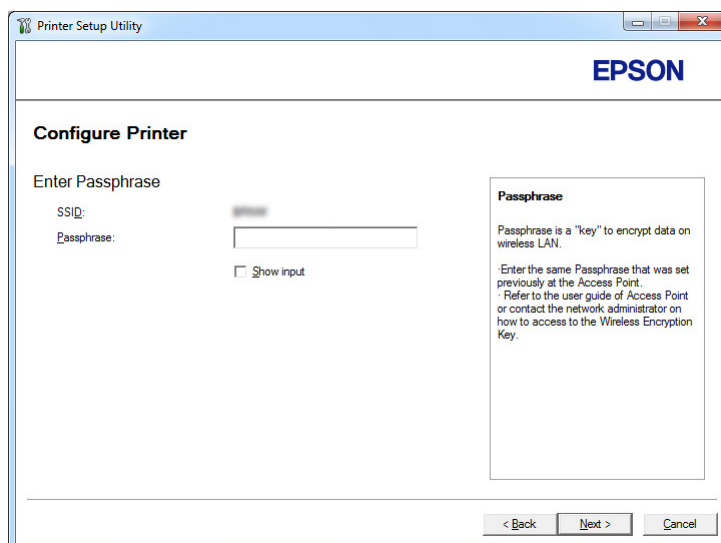 Printer Setup Utility
EPSON
Configure Printer
Enter Passphrase
SSID:
Passphrase:
Show input
Passphrase
Passphrase is a "key" to encrypt data on
wireless LAN.
·Enter the same Passphrase that was set
previously at the Access Point.
· Refer to the user guide of Access Point
or contact the network administrator on
how to access to the Wireless Encryption
Key.
< Back
Next >
Cancel